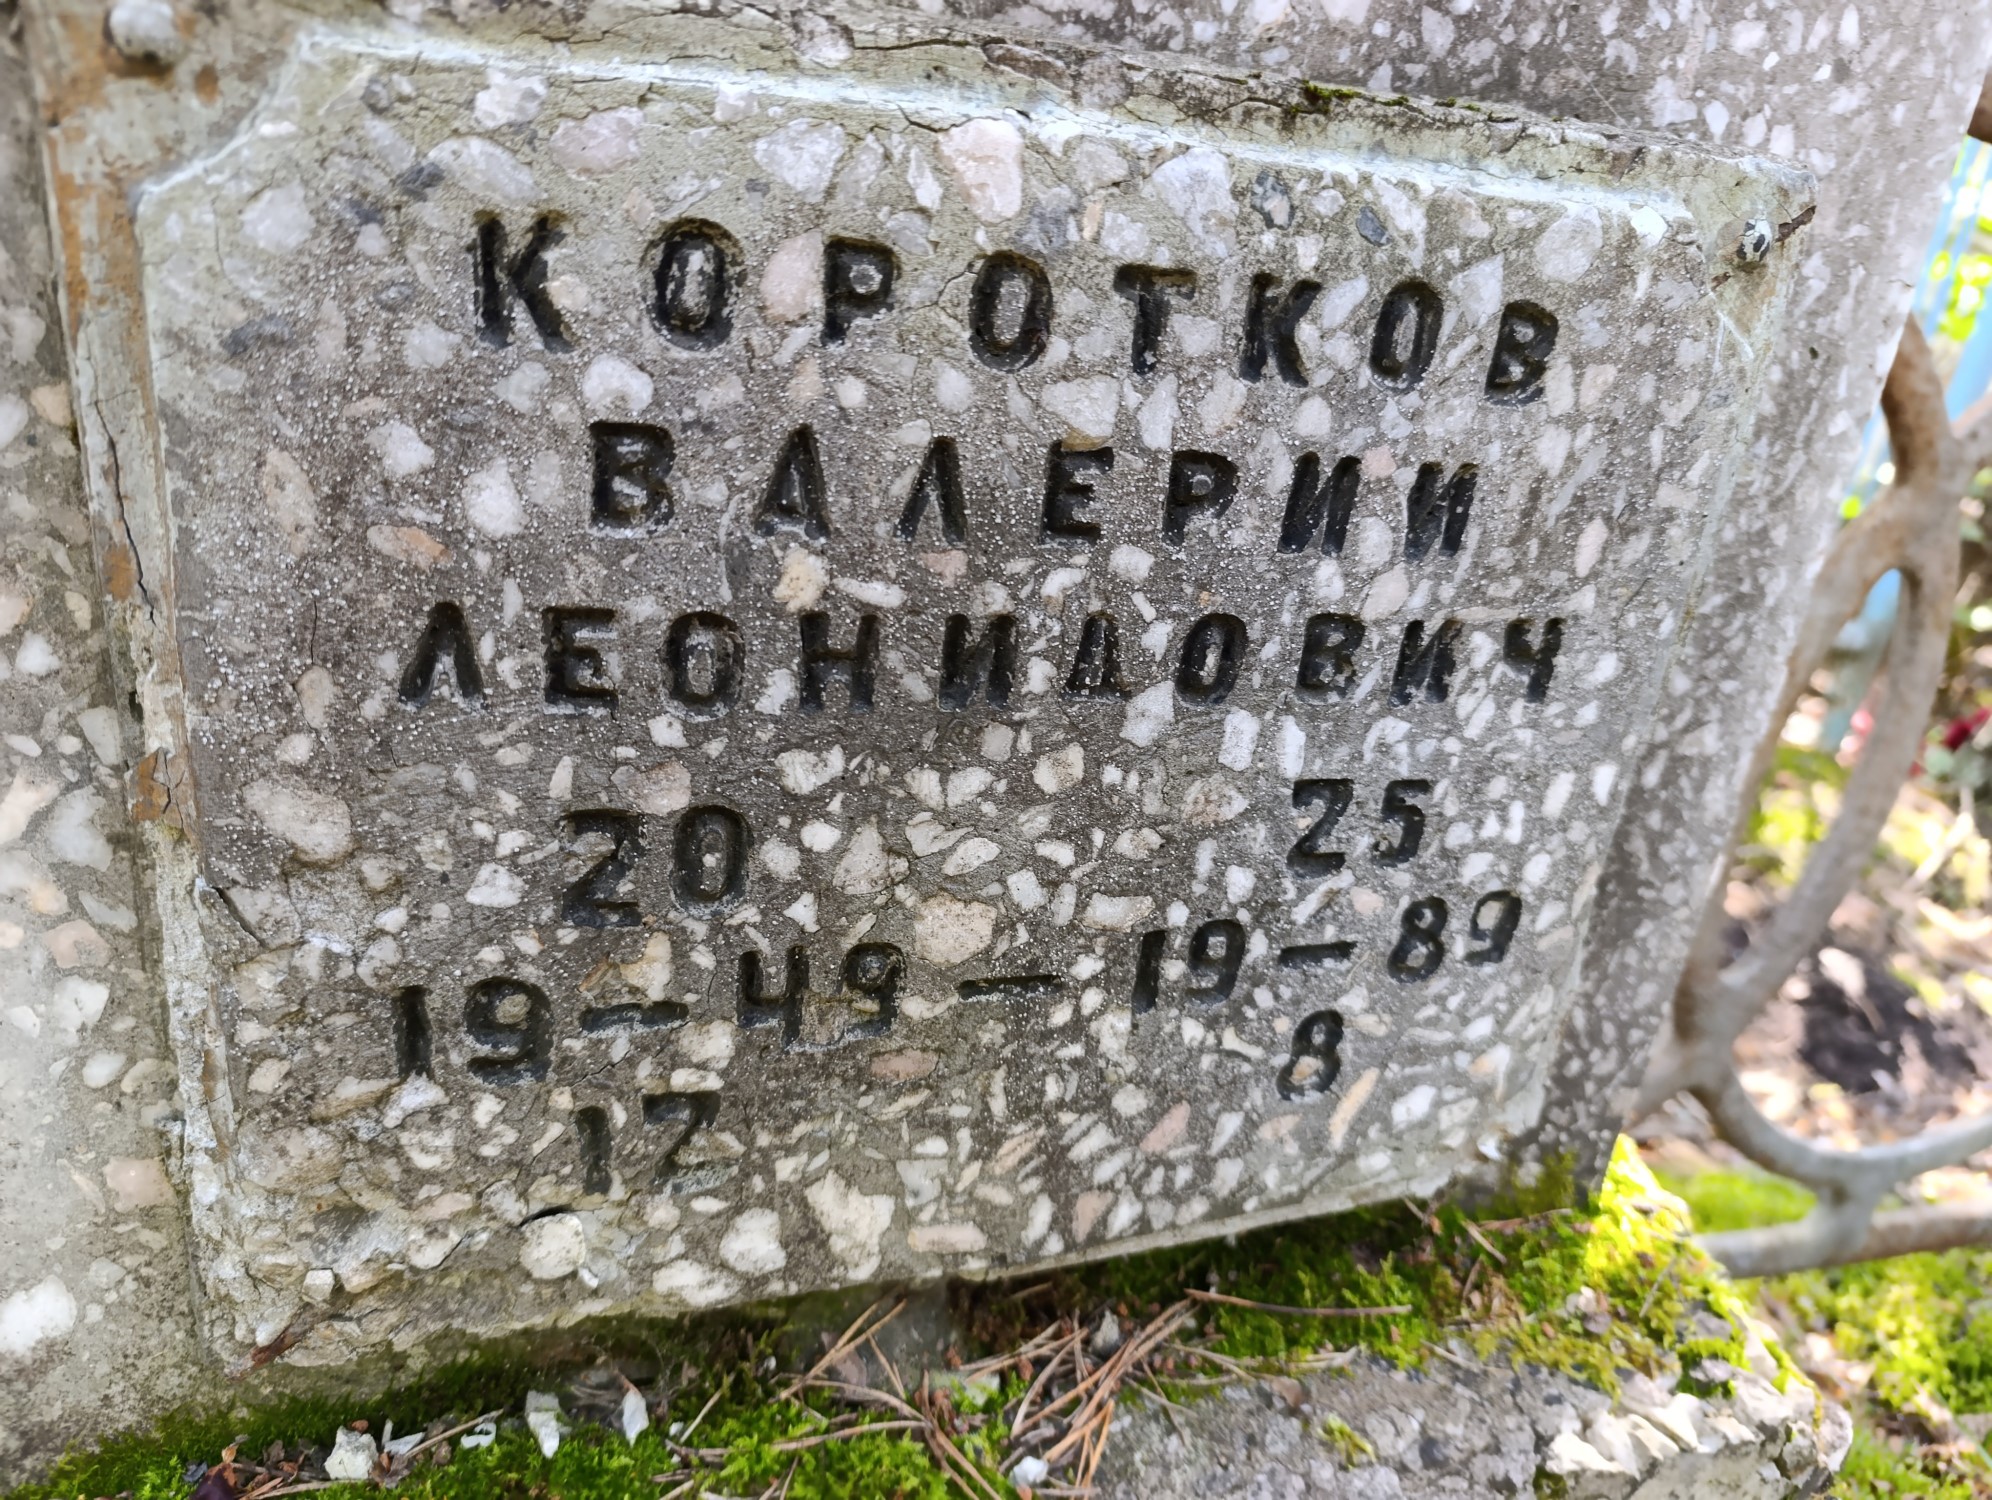 КОРОТКОВ
ВАЛЕРИИ
ЛЕОНИДОВИЧ
20 25
19—49—19—89
12 8